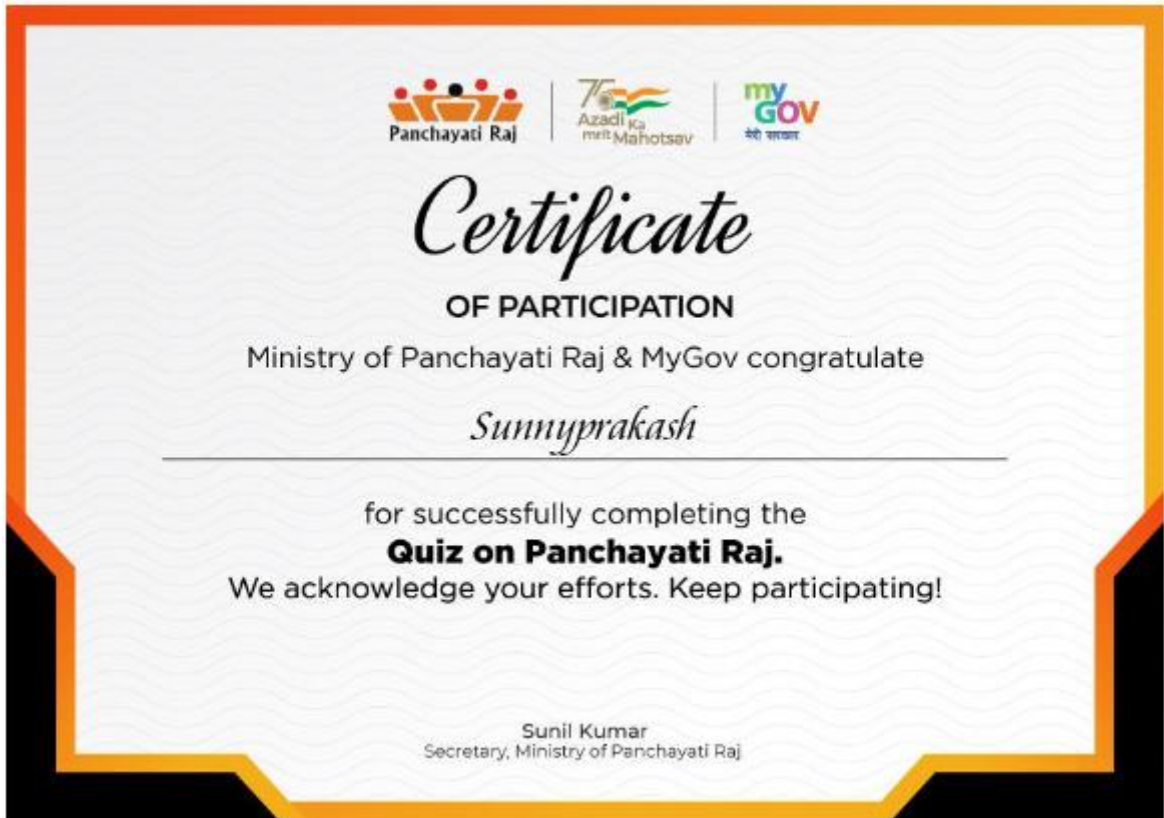 Panchayati Raj
75
Azadi Ka
Amrit Mahotsav
my
GOV
मेरी सरकार
Certificate
OF PARTICIPATION
Ministry of Panchayati Raj & MyGov congratulate
Sunnyprakash
for successfully completing the
Quiz on Panchayati Raj.
We acknowledge your efforts. Keep participating!
Sunil Kumar
Secretary, Ministry of Panchayati Raj